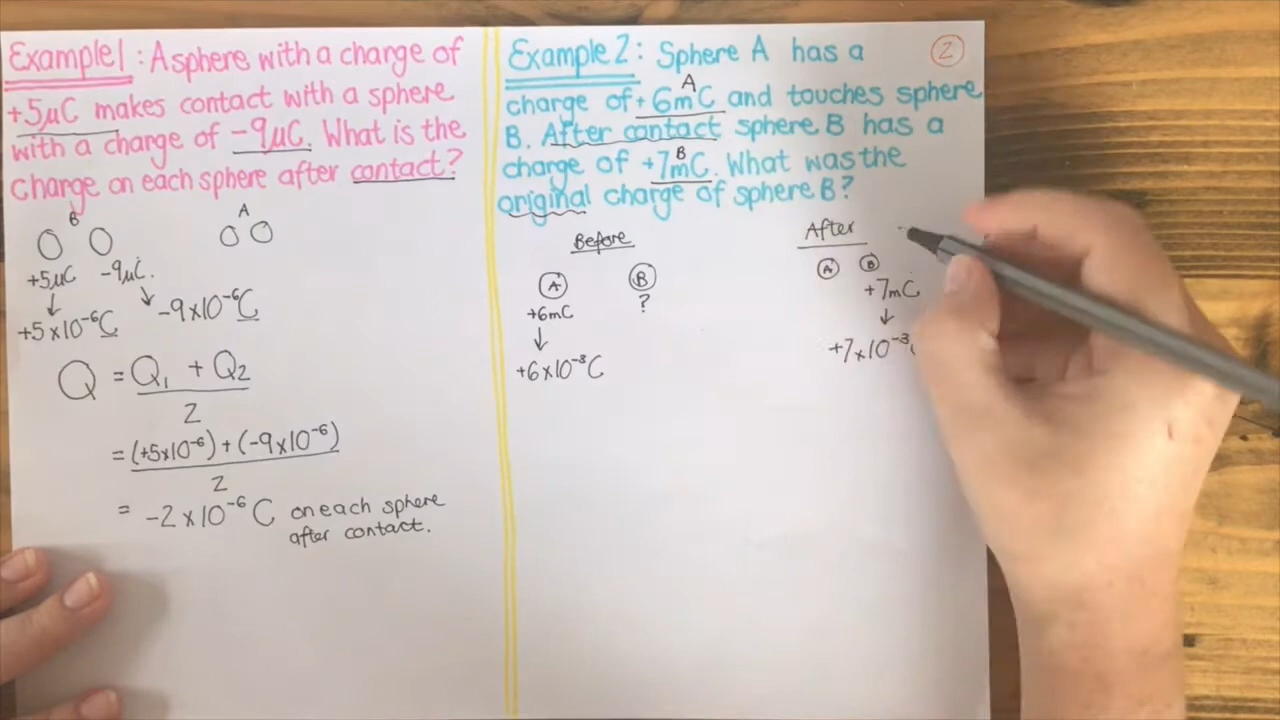 Example 1: A sphere with a charge of
+5μC makes contact with a sphere
with a charge of -9μC. What is the
charge on each sphere after contact?
B
A
+5μC -9μC.
+5x10⁻⁶C
-9x10⁻⁶C
Q = Q₁ + Q₂
2
= (+5x10⁻⁶) + (-9x10⁻⁶)
2
= -2x10⁻⁶C on each sphere
after contact.
2
Example 2: Sphere A has a
A
charge of +6mC and touches sphere
B. After contact sphere B has a
B
charge of +7mC. What was the
original charge of sphere B?
Before
A B
+6mC ?
+6x10⁻³C
After
A B
+7mC
+7x10⁻³